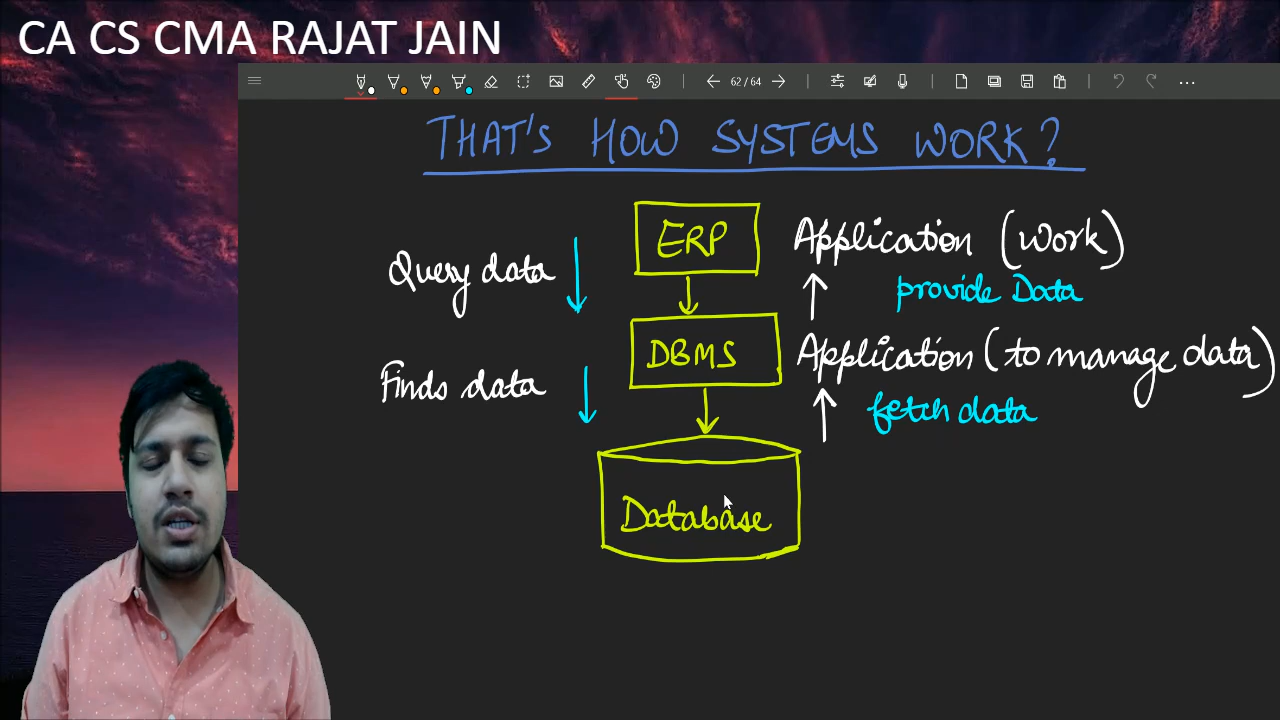 CA CS CMA RAJAT JAIN
62 / 64
THAT'S HOW SYSTEMS WORK?
ERP
Application (Work)
Query data
provide Data
DBMS
Application (to manage data)
Finds data
fetch data
Database